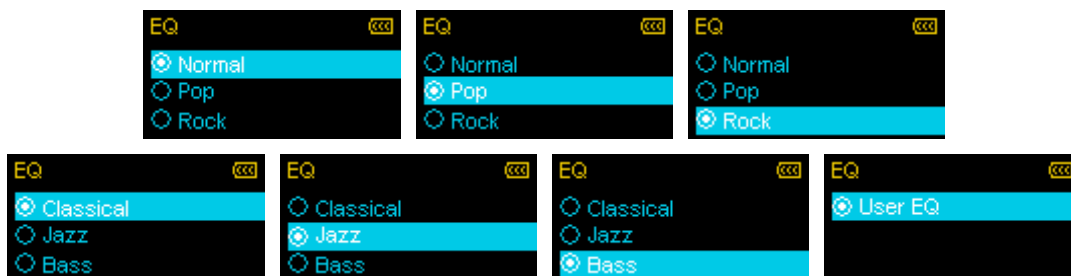 EQ
Normal
Pop
Rock
EQ
Normal
Pop
Rock
EQ
Normal
Pop
Rock
EQ
Classical
Jazz
Bass
EQ
Classical
Jazz
Bass
EQ
Classical
Jazz
Bass
EQ
User EQ